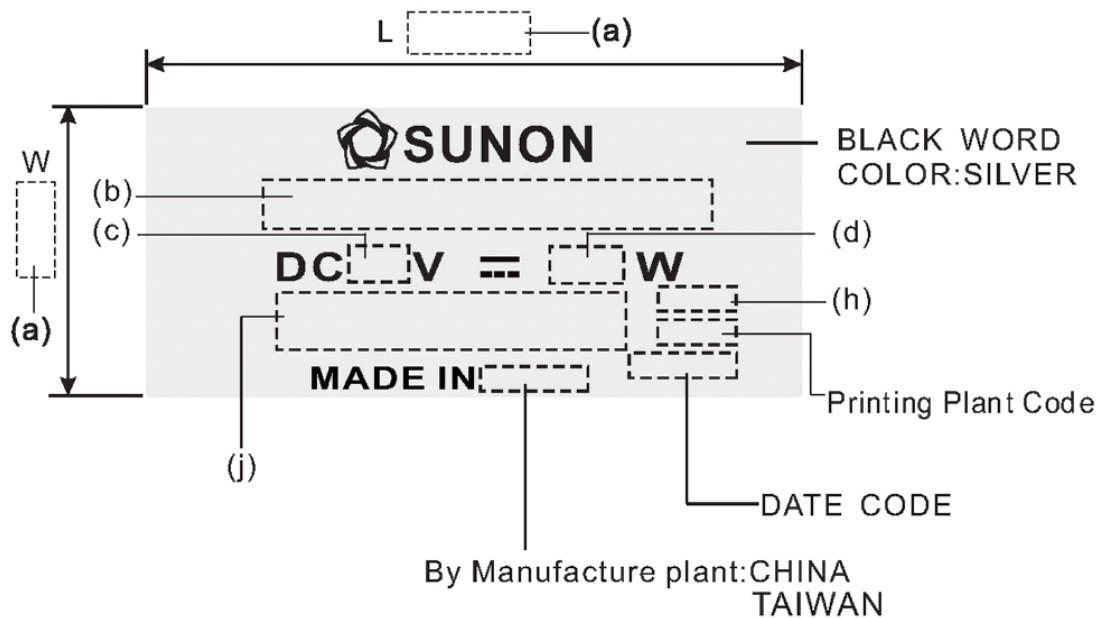 L (a)
SUNON
BLACK WORD
COLOR:SILVER
W
(b)
(c)
(d)
DC V = W
(h)
(a)
MADE IN
Printing Plant Code
(j)
DATE CODE
By Manufacture plant:CHINA
TAIWAN